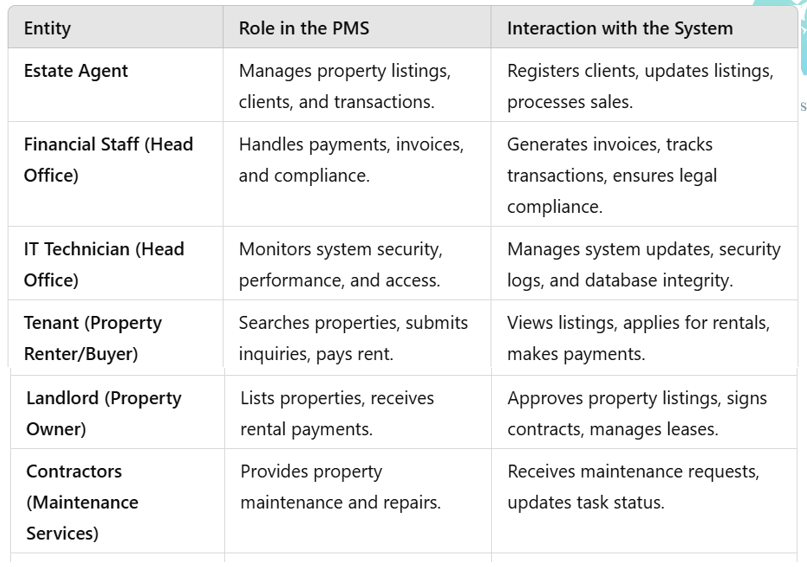 Entity Role in the PMS Interaction with the System
Estate Agent Manages property listings, Registers clients, updates listings,
clients, and transactions. processes sales.
Financial Staff (Head Handles payments, invoices, Generates invoices, tracks
Office) and compliance. transactions, ensures legal
compliance.
IT Technician (Head Monitors system security, Manages system updates, security
Office) performance, and access. logs, and database integrity.
Tenant (Property Searches properties, submits Views listings, applies for rentals,
Renter/Buyer) inquiries, pays rent. makes payments.
Landlord (Property Lists properties, receives Approves property listings, signs
Owner) rental payments. contracts, manages leases.
Contractors Provides property Receives maintenance requests,
(Maintenance maintenance and repairs. updates task status.
Services)